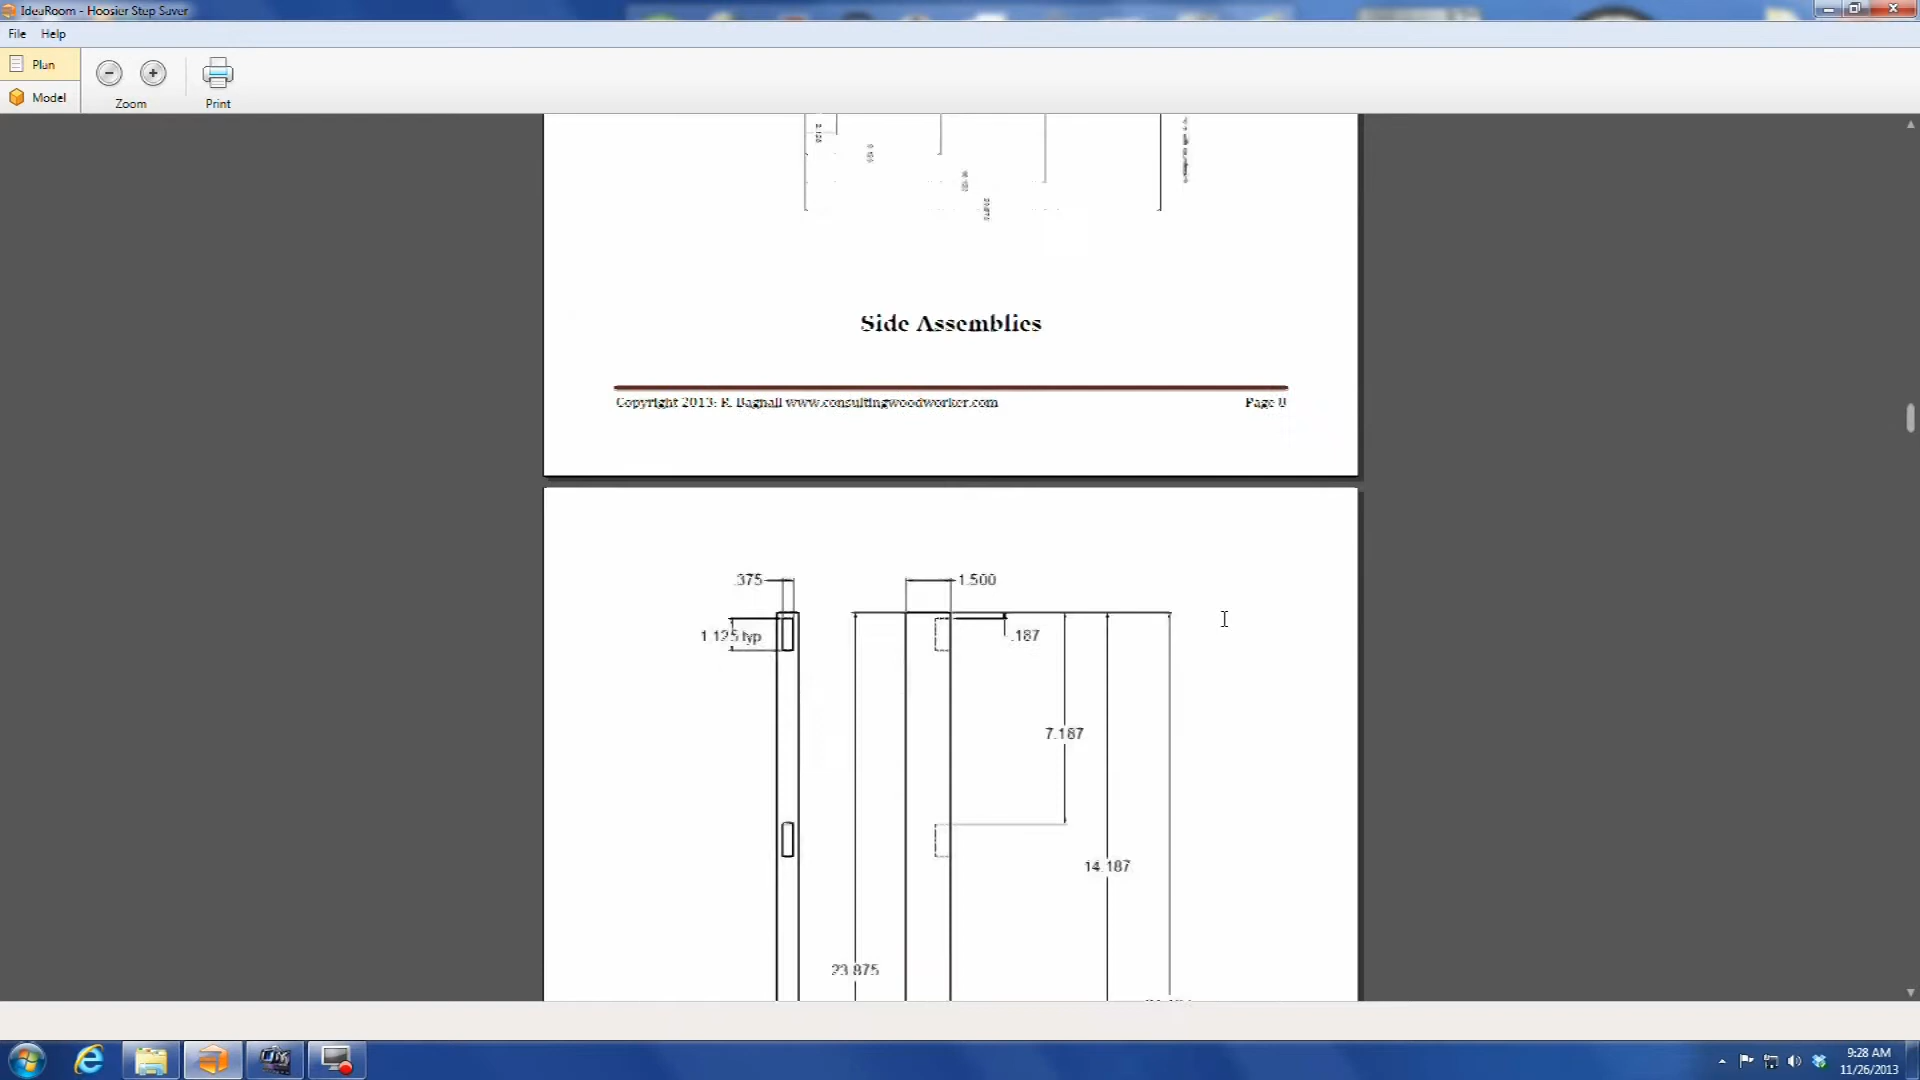 IdeaRoom - Hoosier Step Saver
File Help
Plan
Model
Zoom
Print
Side Assemblies
Copyright 2013: R. Bagnall www.consultingwoodworker.com
Page
.375
1.500
1.125 typ
.187
7.187
14.187
23.875
9:28 AM
11/26/2013